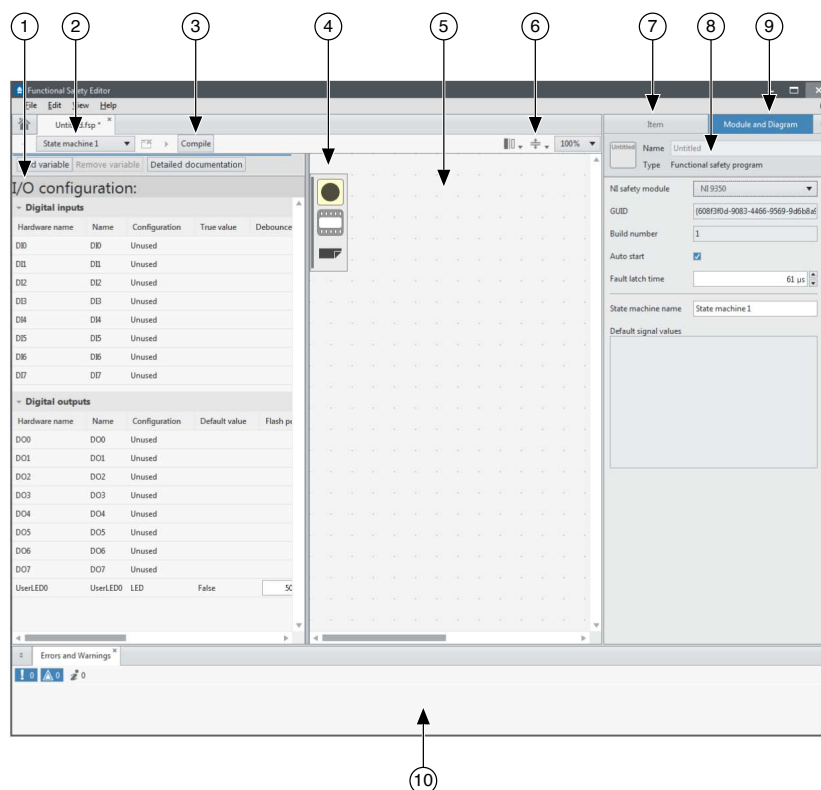 1 2 3 4 5 6 7 8 9
Functional Safety Editor
File Edit View Help
Untitled.fsp *
State machine 1 Compile 100%
variable Remove variable Detailed documentation
I/O configuration:
Digital inputs
Hardware name Name Configuration True value Debounce
DI0 DI0 Unused
DI1 DI1 Unused
DI2 DI2 Unused
DI3 DI3 Unused
DI4 DI4 Unused
DI5 DI5 Unused
DI6 DI6 Unused
DI7 DI7 Unused
Digital outputs
Hardware name Name Configuration Default value Flash
DO0 DO0 Unused
DO1 DO1 Unused
DO2 DO2 Unused
DO3 DO3 Unused
DO4 DO4 Unused
DO5 DO5 Unused
DO6 DO6 Unused
DO7 DO7 Unused
UserLED0 UserLED0 LED False 50
Item Module and Diagram
Untitled Name Untitled
Type Functional safety program
NI safety module NI 9350
GUID {608f3f0d-9083-4466-9569-9d6b8a9
Build number 1
Auto start
Fault latch time 61 µs
State machine name State machine 1
Default signal values
Errors and Warnings
0 0 0
10